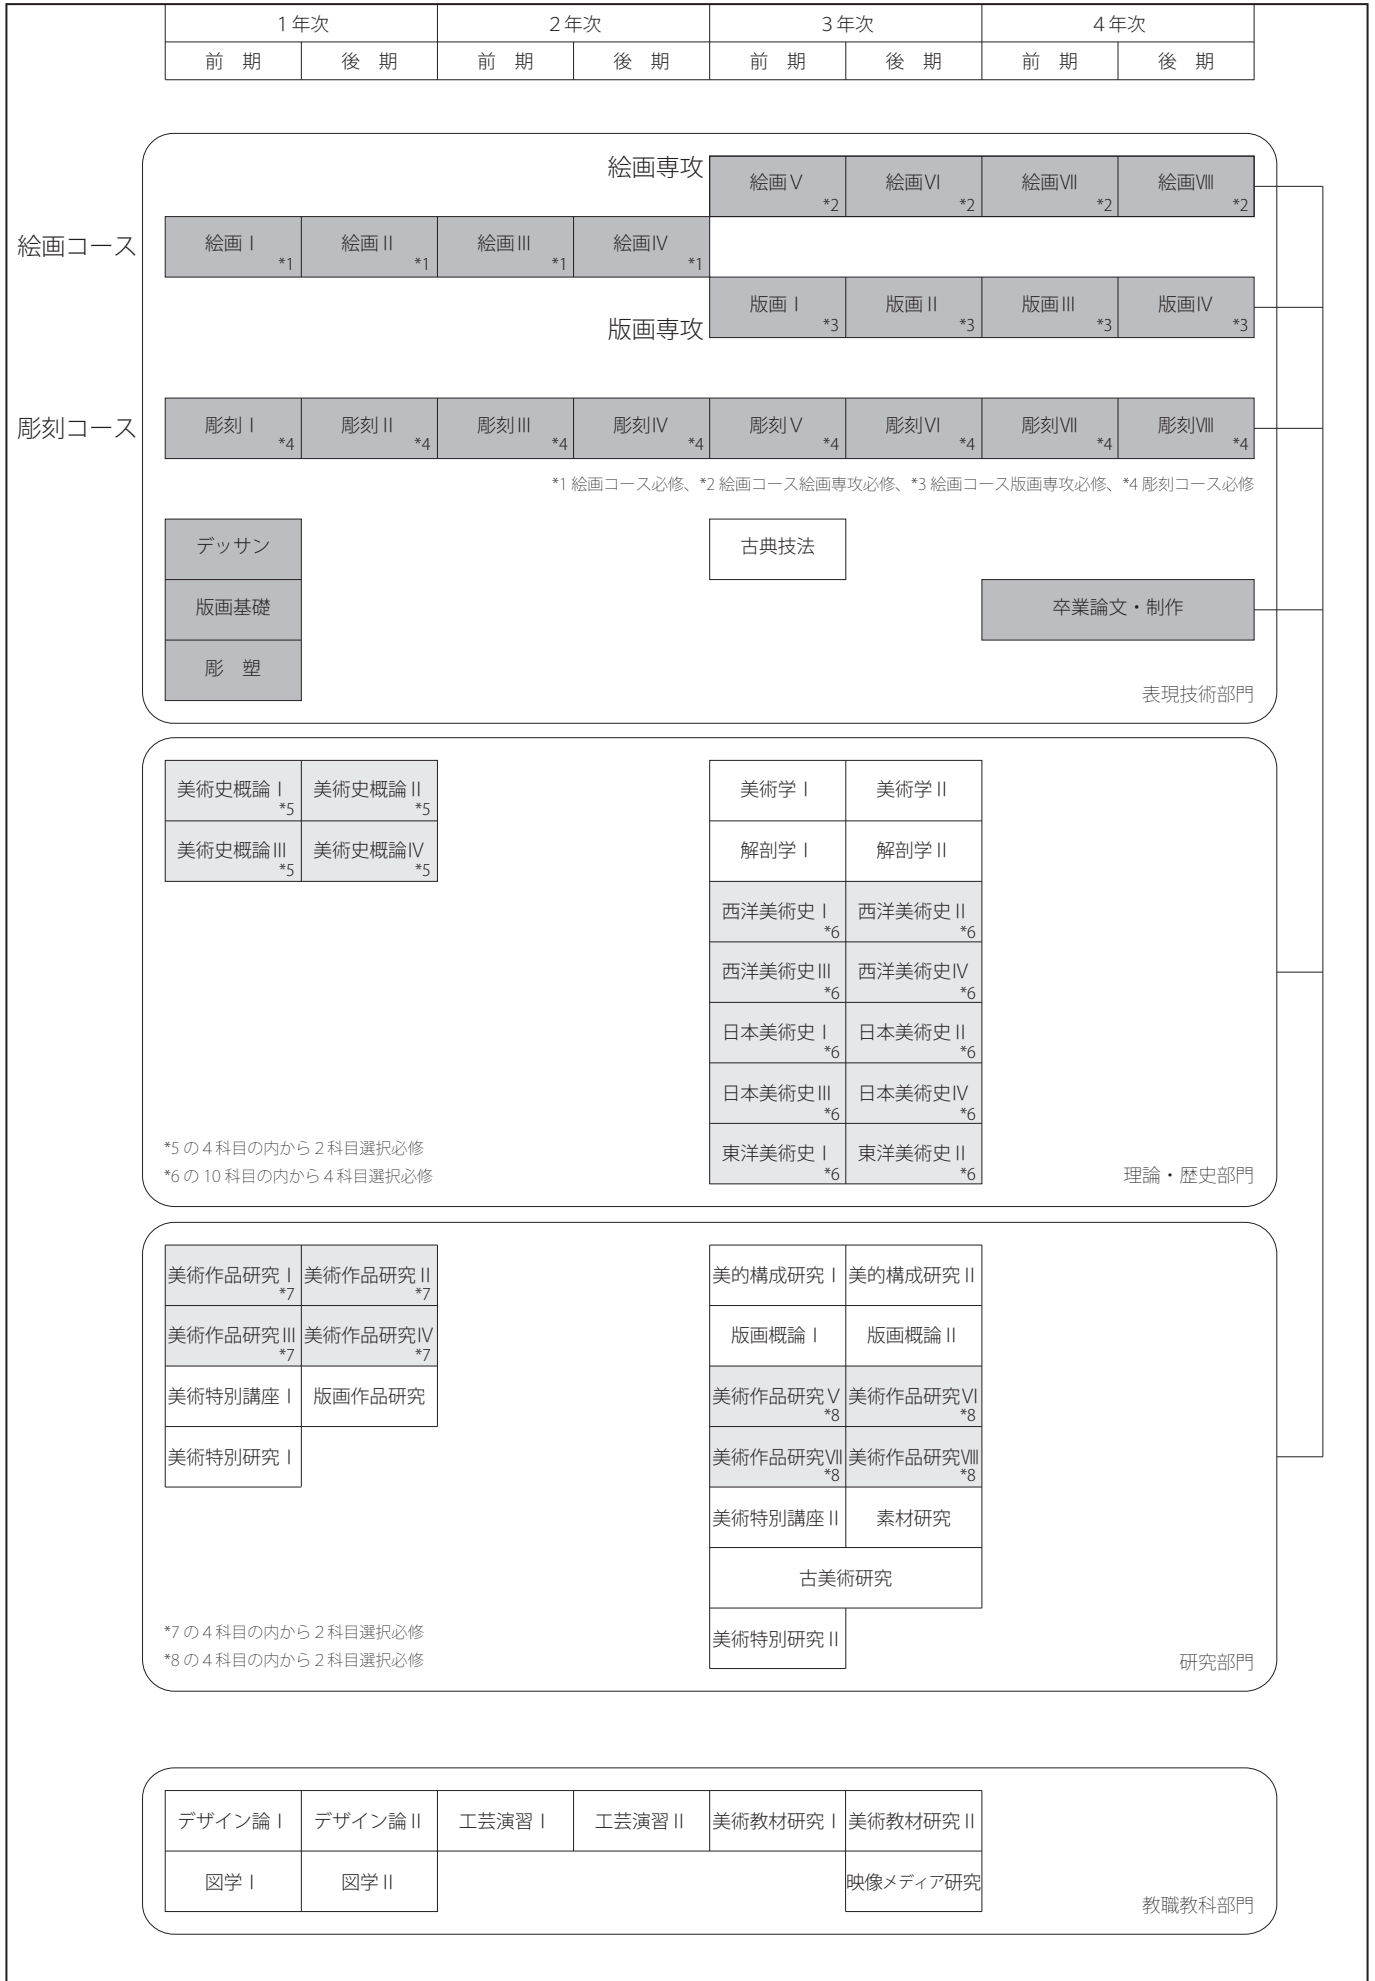 1年次 2年次 3年次 4年次
前 期 後 期 前 期 後 期 前 期 後 期 前 期 後 期
絵画専攻
絵画Ⅴ *2 絵画Ⅵ *2 絵画Ⅶ *2 絵画Ⅷ *2
絵画コース
絵画Ⅰ *1 絵画Ⅱ *1 絵画Ⅲ *1 絵画Ⅳ *1
版画専攻
版画Ⅰ *3 版画Ⅱ *3 版画Ⅲ *3 版画Ⅳ *3
彫刻コース
彫刻Ⅰ *4 彫刻Ⅱ *4 彫刻Ⅲ *4 彫刻Ⅳ *4 彫刻Ⅴ *4 彫刻Ⅵ *4 彫刻Ⅶ *4 彫刻Ⅷ *4
*1 絵画コース必修、*2 絵画コース絵画専攻必修、*3 絵画コース版画専攻必修、*4 彫刻コース必修
デッサン 古典技法
版画基礎 卒業論文・制作
彫 塑
表現技術部門
美術史概論Ⅰ *5 美術史概論Ⅱ *5 美術学Ⅰ 美術学Ⅱ
美術史概論Ⅲ *5 美術史概論Ⅳ *5 解剖学Ⅰ 解剖学Ⅱ
西洋美術史Ⅰ *6 西洋美術史Ⅱ *6
西洋美術史Ⅲ *6 西洋美術史Ⅳ *6
日本美術史Ⅰ *6 日本美術史Ⅱ *6
日本美術史Ⅲ *6 日本美術史Ⅳ *6
東洋美術史Ⅰ *6 東洋美術史Ⅱ *6
*5の4科目の内から2科目選択必修
*6の10科目の内から4科目選択必修
理論・歴史部門
美術作品研究Ⅰ *7 美術作品研究Ⅱ *7 美的構成研究Ⅰ 美的構成研究Ⅱ
美術作品研究Ⅲ *7 美術作品研究Ⅳ *7 版画概論Ⅰ 版画概論Ⅱ
美術特別講座Ⅰ 版画作品研究 美術作品研究Ⅴ *8 美術作品研究Ⅵ *8
美術特別研究Ⅰ 美術作品研究Ⅶ *8 美術作品研究Ⅷ *8
美術特別講座Ⅱ 素材研究
古美術研究
美術特別研究Ⅱ
*7の4科目の内から2科目選択必修
*8の4科目の内から2科目選択必修
研究部門
デザイン論Ⅰ デザイン論Ⅱ 工芸演習Ⅰ 工芸演習Ⅱ 美術教材研究Ⅰ 美術教材研究Ⅱ
図学Ⅰ 図学Ⅱ 映像メディア研究
教職教科部門